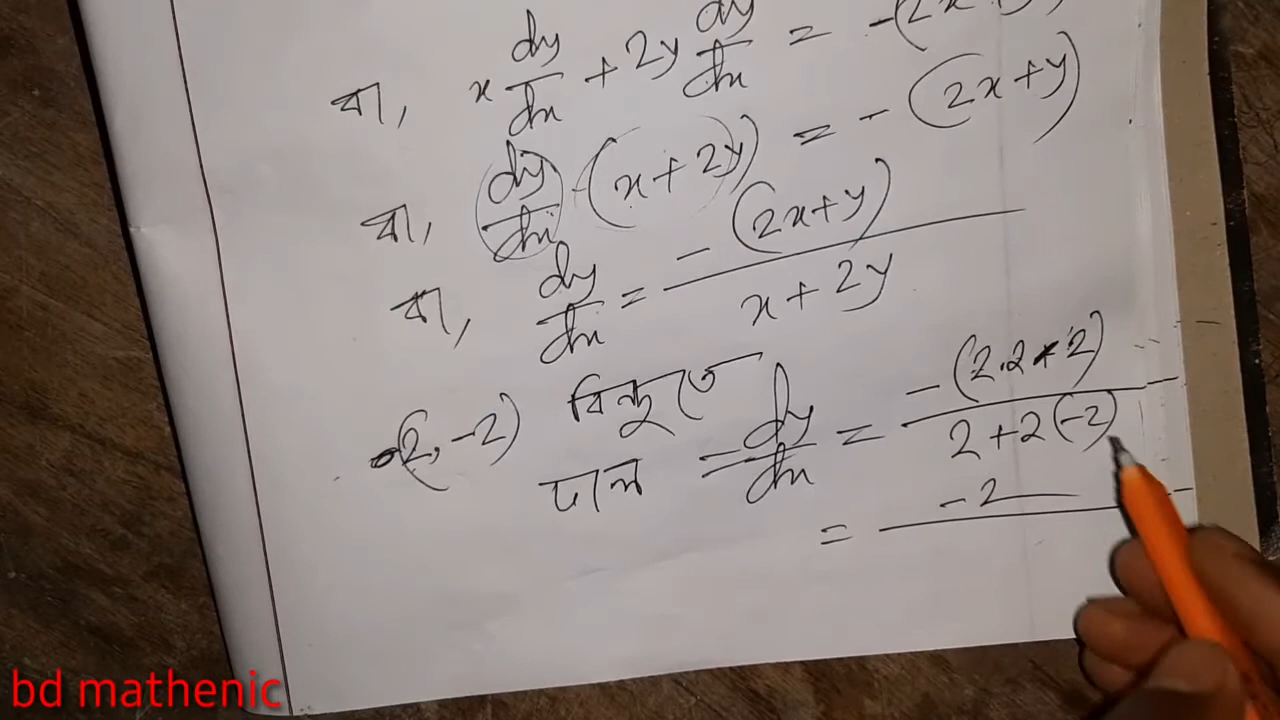 বা, x dy/dx + 2y dy/dx = -(2x
বা, dy/dx · (x + 2y) = -(2x+y)
বা, dy/dx = -(2x+y)/x + 2y
(2, -2) বিন্দুতে
ঢাল = dy/dx = -(2.2-2)/2+2(-2)
= -2
bd mathenic